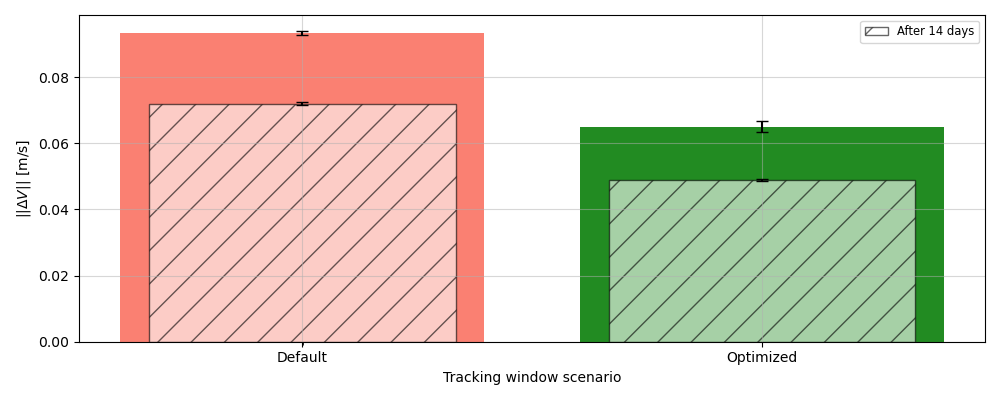 After 14 days
||ΔV|| [m/s]
0.08
0.06
0.04
0.02
0.00
Default
Optimized
Tracking window scenario